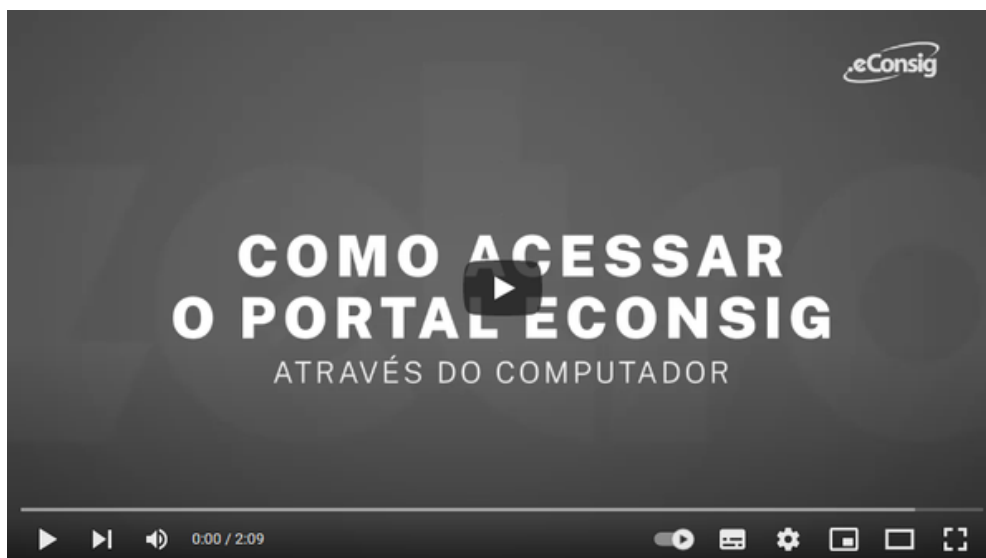 eConsig
COMO ACESSAR
O PORTAL ECONSIG
ATRAVÉS DO COMPUTADOR
0:00 / 2:09